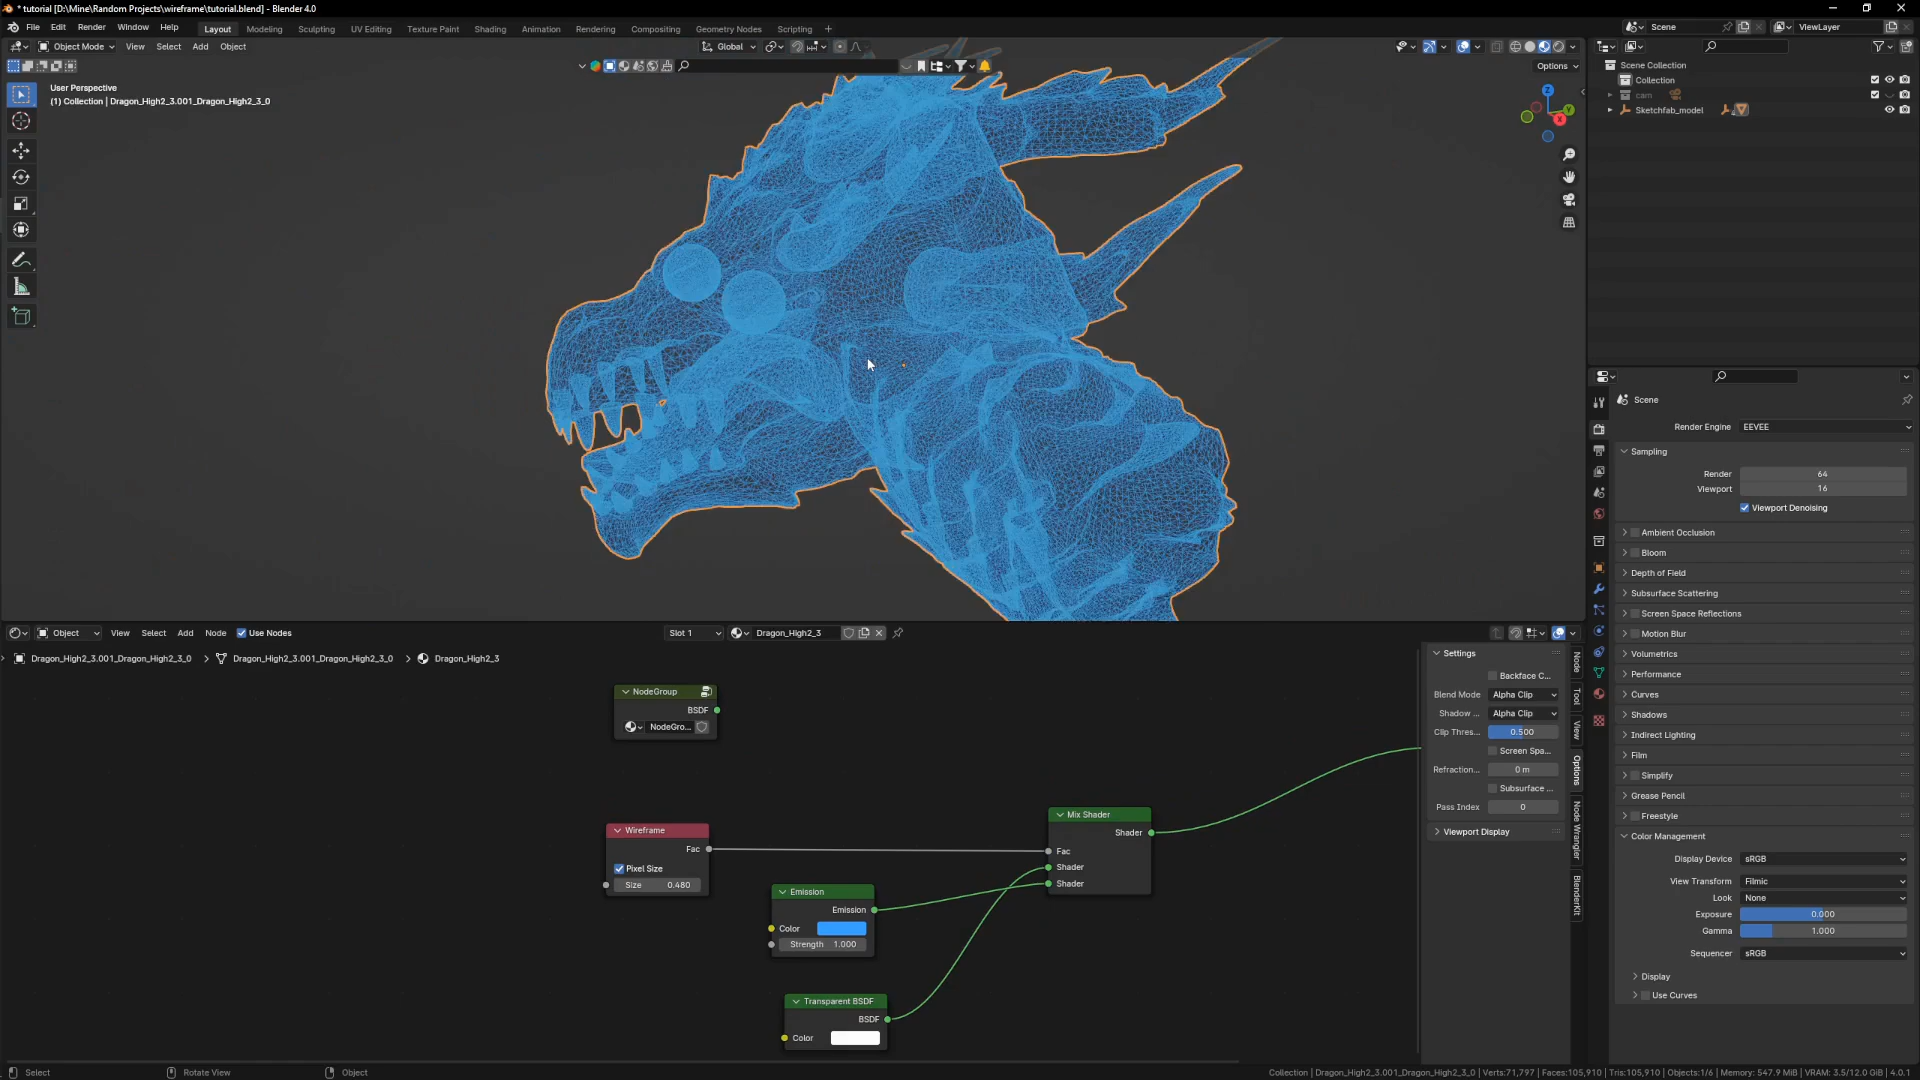 * tutorial [D:\Mine\Random Projects\wireframe\tutorial.blend] - Blender 4.0
File Edit Render Window Help Layout Modeling Sculpting UV Editing Texture Paint Shading Animation Rendering Compositing Geometry Nodes Scripting +
Scene ViewLayer
Object Mode View Select Add Object Global
Options
User Perspective
(1) Collection | Dragon_High2_3.001_Dragon_High2_3_0
Z
Y
X
Scene Collection
Collection
cam
Sketchfab_model
Scene
Render Engine EEVEE
Sampling
Render 64
Viewport 16
Viewport Denoising
Ambient Occlusion
Bloom
Depth of Field
Subsurface Scattering
Screen Space Reflections
Motion Blur
Volumetrics
Performance
Curves
Shadows
Indirect Lighting
Film
Simplify
Grease Pencil
Freestyle
Color Management
Display Device sRGB
View Transform Filmic
Look None
Exposure 0.000
Gamma 1.000
Sequencer sRGB
Display
Use Curves
Object View Select Add Node Use Nodes Slot 1 Dragon_High2_3
Dragon_High2_3.001_Dragon_High2_3_0 > Dragon_High2_3.001_Dragon_High2_3_0 > Dragon_High2_3
NodeGroup
BSDF
NodeGro...
Wireframe
Fac
Pixel Size
Size 0.480
Emission
Emission
Color
Strength 1.000
Transparent BSDF
BSDF
Color
Mix Shader
Shader
Fac
Shader
Shader
Settings
Backface C...
Blend Mode Alpha Clip
Shadow ... Alpha Clip
Clip Thres... 0.500
Screen Spa...
Refraction... 0 m
Subsurface ...
Pass Index 0
Viewport Display
Node
Tool
View
Options
Node Wrangler
BlenderKit
Select Rotate View Object
Collection | Dragon_High2_3.001_Dragon_High2_3_0 | Verts:71,797 | Faces:105,910 | Tris:105,910 | Objects:1/6 | Memory: 547.9 MiB | VRAM: 3.5/12.0 GiB | 4.0.1